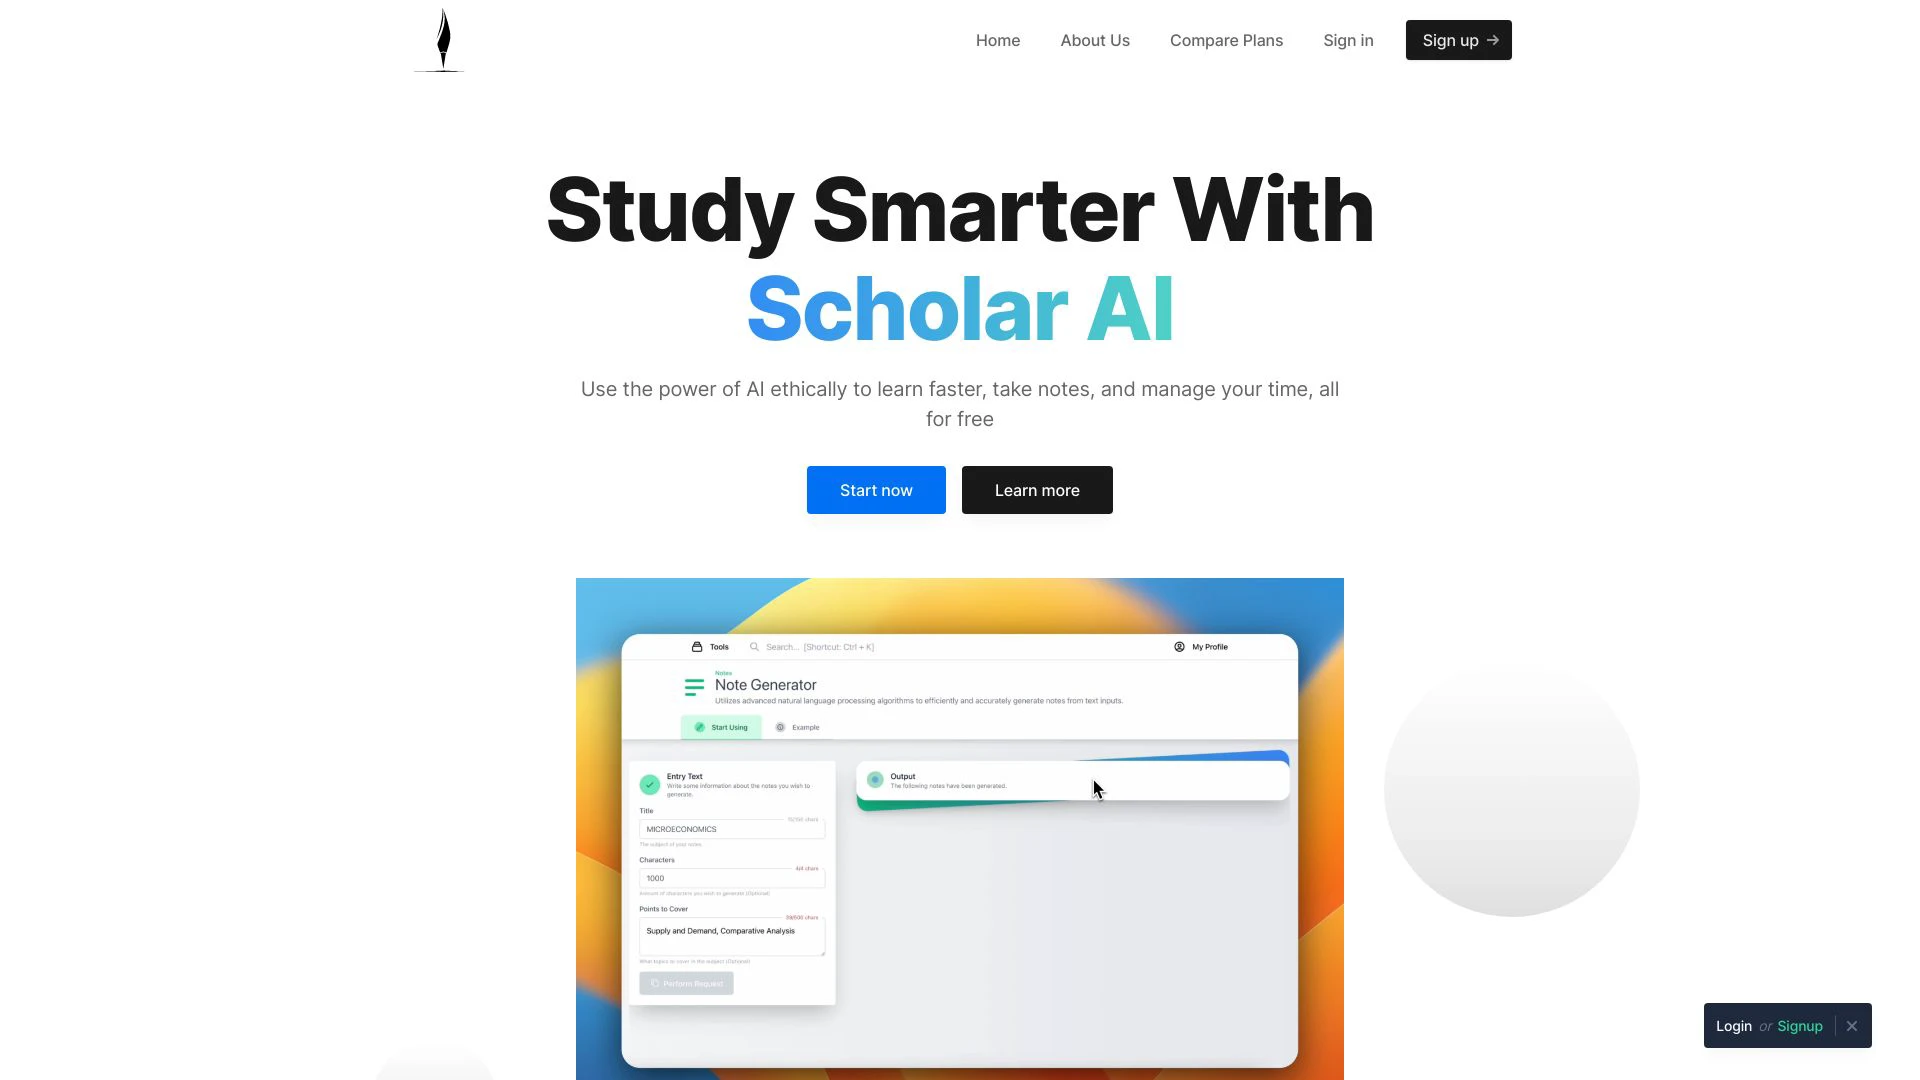 Home
About Us
Compare Plans
Sign in
Sign up
Study Smarter With
Scholar AI
Use the power of AI ethically to learn faster, take notes, and manage your time, all
for free
Start now
Learn more
Tools
Search... [Shortcut: Ctrl + K]
My Profile
Notes
Note Generator
Utilizes advanced natural language processing algorithms to efficiently and accurately generate notes from text inputs.
Start Using
Example
Entry Text
Write some information about the notes you wish to
generate.
Title
MICROECONOMICS
The subject of your notes.
Characters
4/4 chars
1000
Amount of characters you wish to generate (Optional)
Points to Cover
Supply and Demand, Comparative Analysis
What topics to cover in the subject (Optional)
Perform Request
Output
The following notes have been generated.
Login or Signup